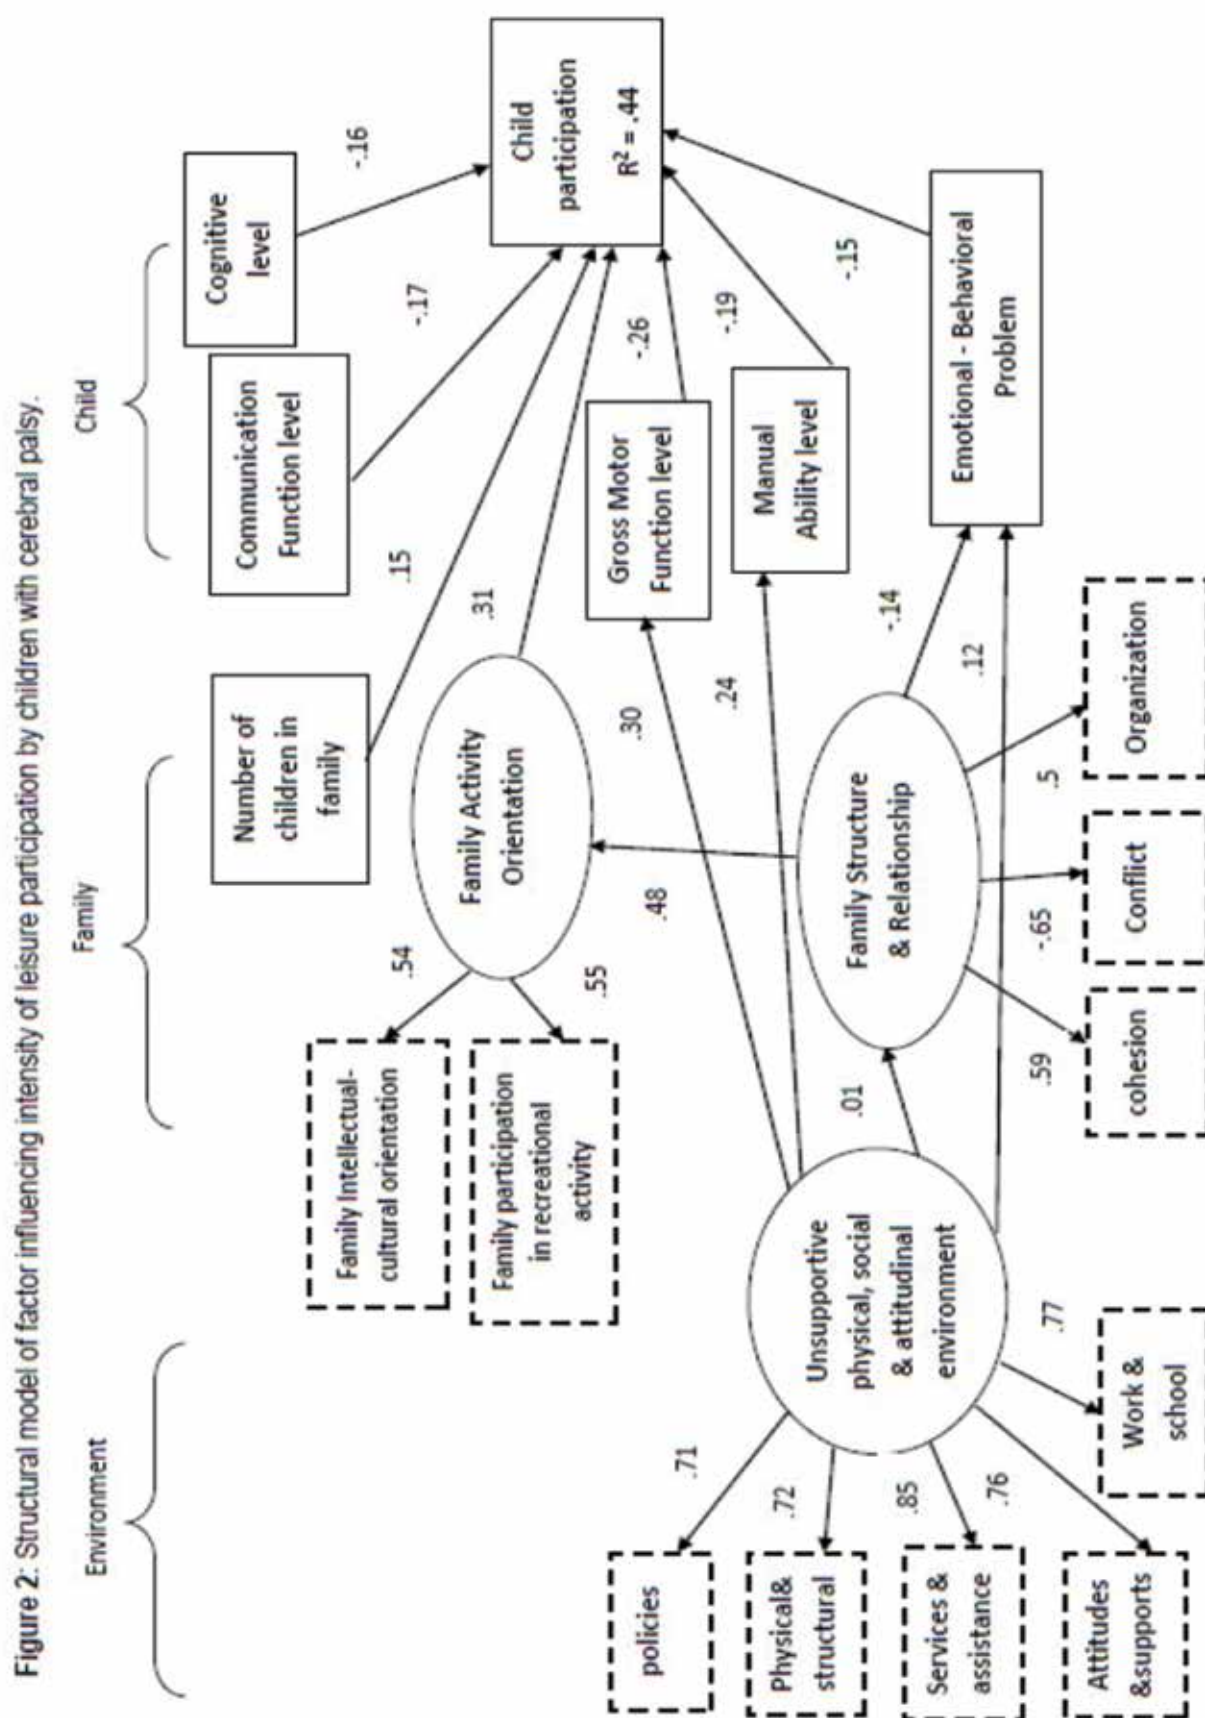 Figure 2: Structural model of factor influencing intensity of leisure participation by children with cerebral palsy.
Environment
Family
Child
Cognitive
level
-.16
Communication
Function level
-.17
Number of
children in
family
.15
Child
participation
R² = .44
Family Intellectual-
cultural orientation
.54
Family Activity
Orientation
.31
Family participation
in recreational
activity
.55
Gross Motor
Function level
-.26
.48
.30
.24
Manual
Ability level
-.19
policies
.71
Physical&
structural
.72
Unsupportive
physical, social
& attitudinal
environment
.01
Family Structure
& Relationship
-.14
.12
-.15
Emotional - Behavioral
Problem
Services &
assistance
.85
Attitudes
&supports
.76
Work &
school
.77
cohesion
.59
Conflict
-.65
Organization
.5